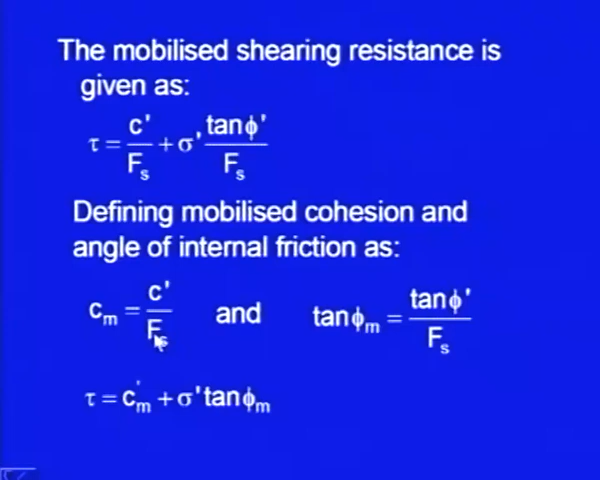 The mobilised shearing resistance is
given as:
τ = c'/Fs + σ' tanϕ'/Fs
Defining mobilised cohesion and
angle of internal friction as:
cm = c'/Fs and tanϕm = tanϕ'/Fs
τ = c'm + σ'tanϕm